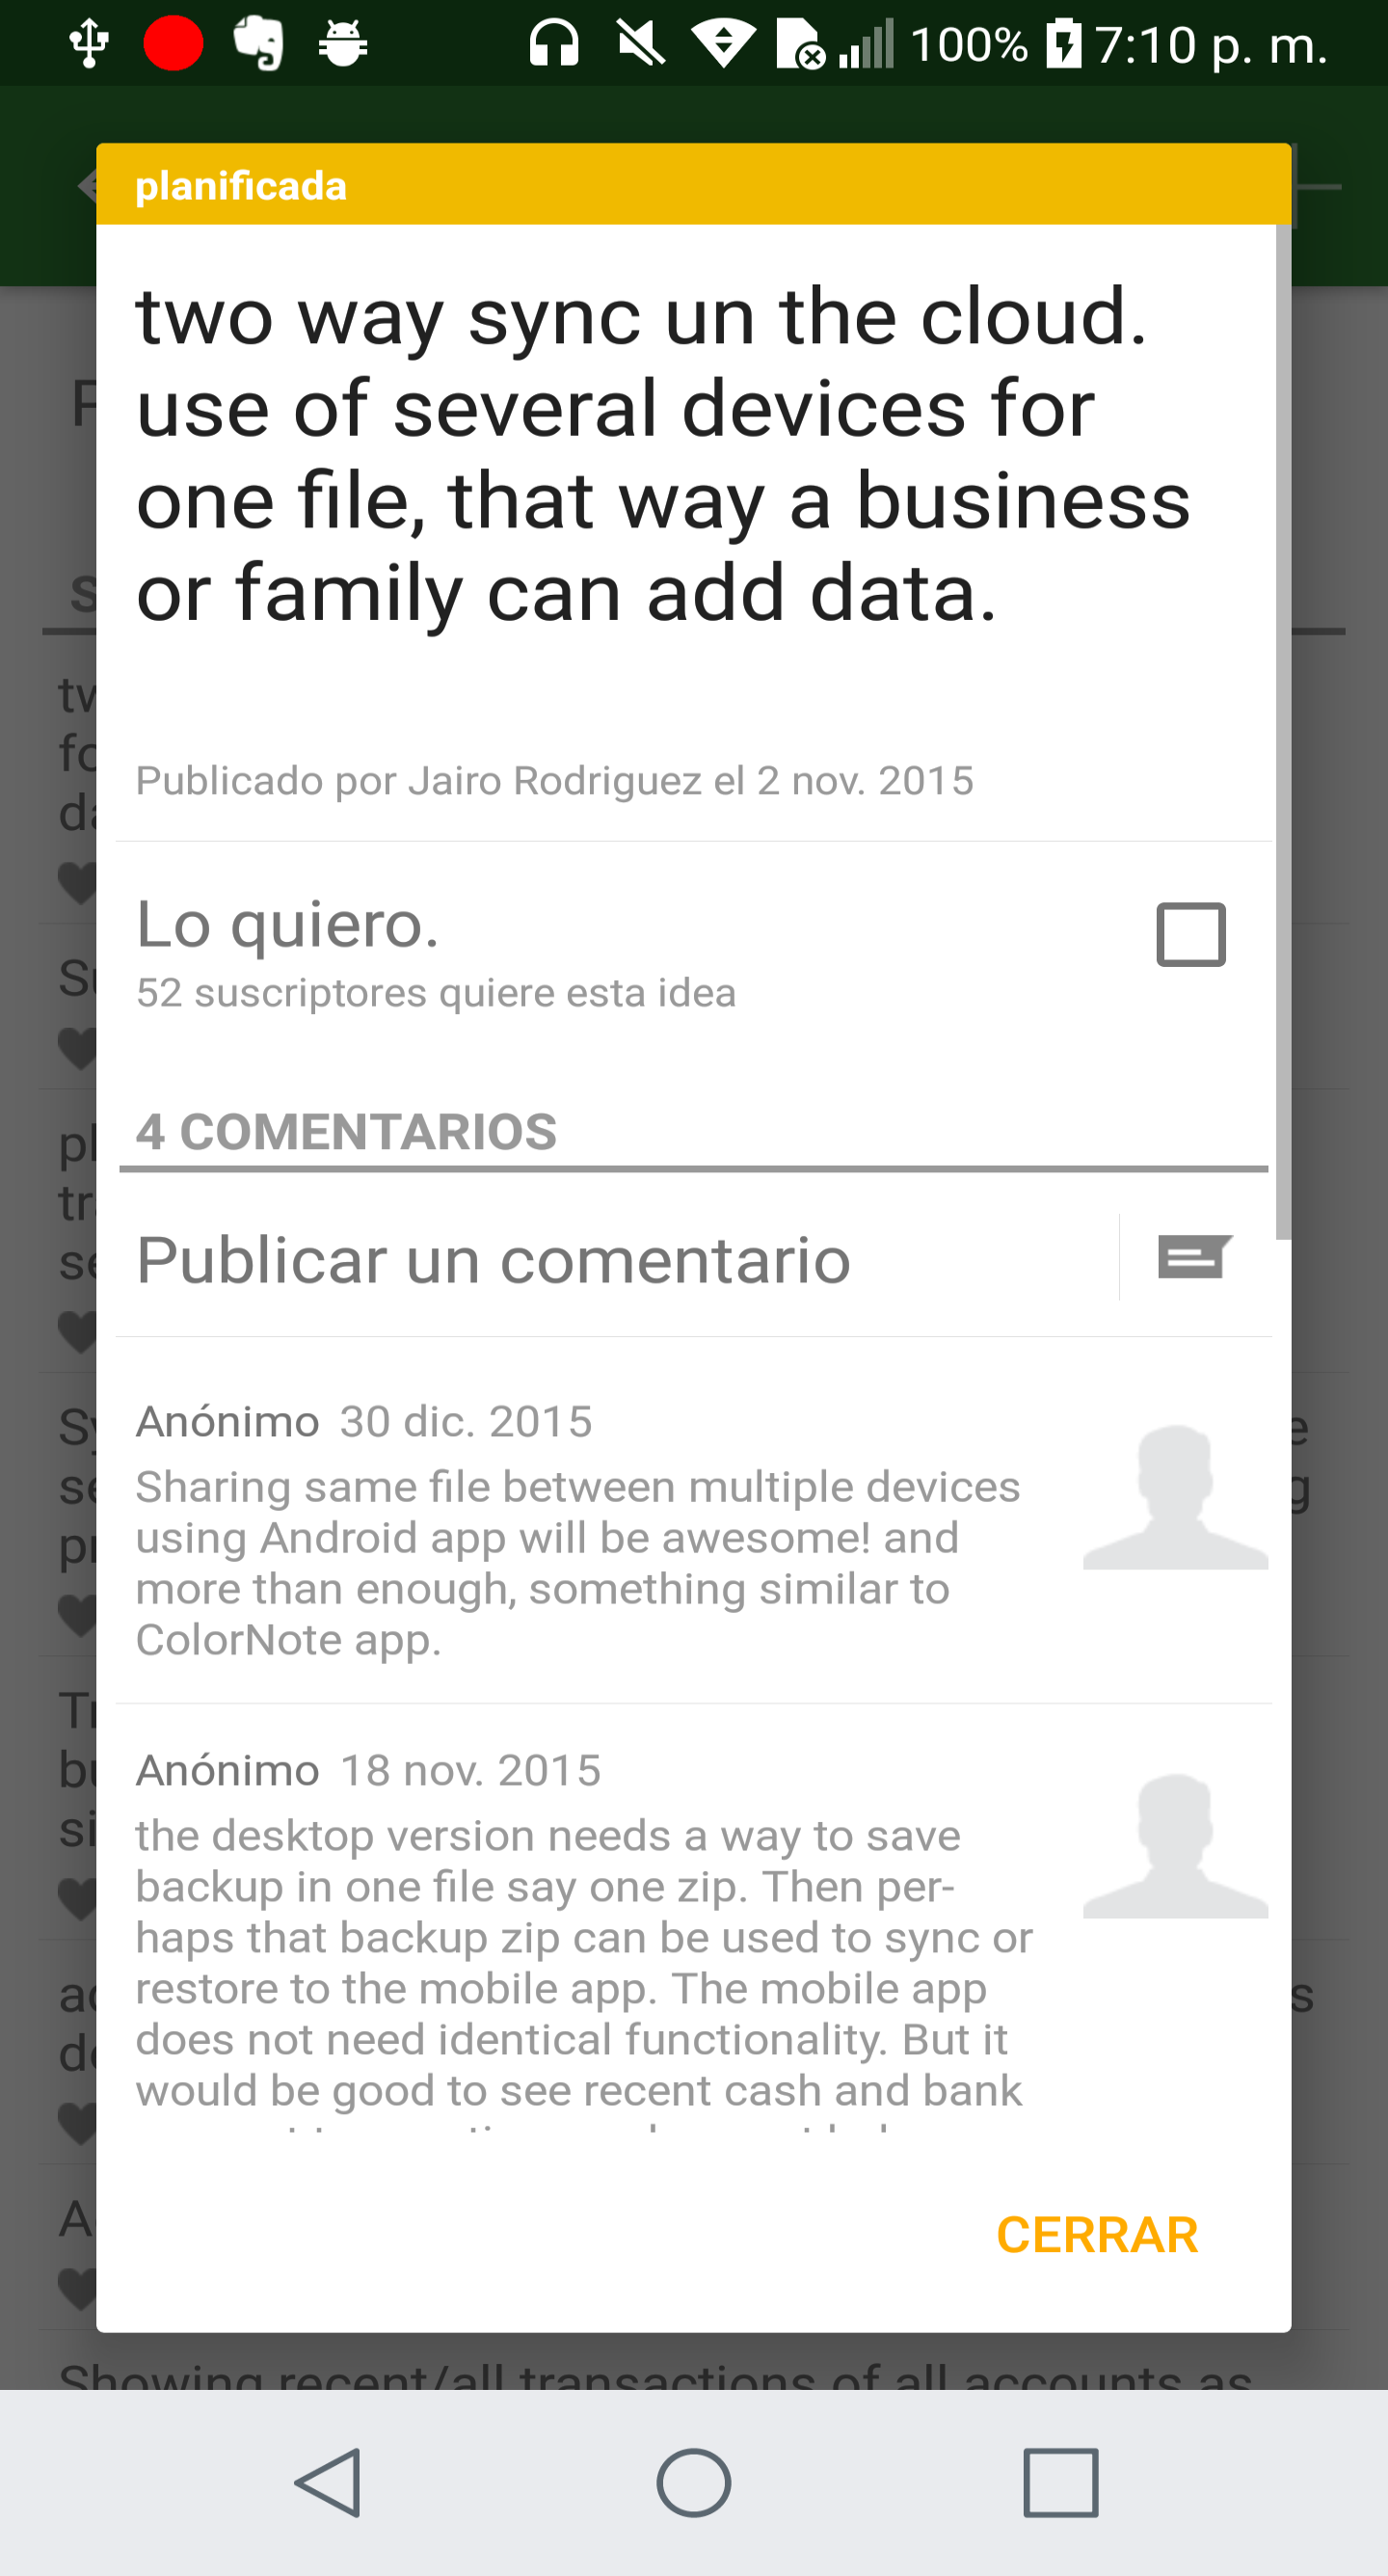 100% 7:10 p. m.
planificada
two way sync un the cloud.
use of several devices for
one file, that way a business
or family can add data.
Publicado por Jairo Rodriguez el 2 nov. 2015
Lo quiero.
52 suscriptores quiere esta idea
4 COMENTARIOS
Publicar un comentario
Anónimo 30 dic. 2015
Sharing same file between multiple devices
using Android app will be awesome! and
more than enough, something similar to
ColorNote app.
Anónimo 18 nov. 2015
the desktop version needs a way to save
backup in one file say one zip. Then per-
haps that backup zip can be used to sync or
restore to the mobile app. The mobile app
does not need identical functionality. But it
would be good to see recent cash and bank
CERRAR
Showing recent/all transactions of all accounts as